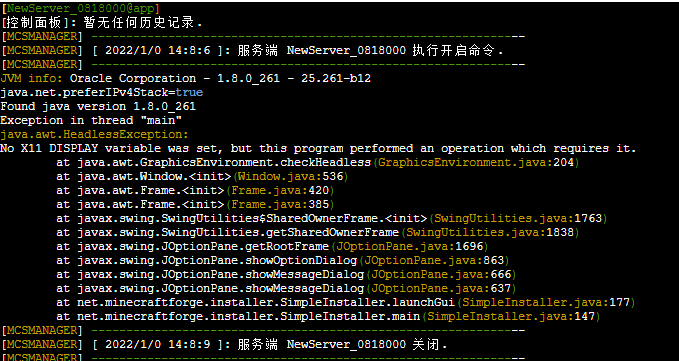 [NewServer_0818000@app]
[控制面板]: 暂无任何历史记录.
[MCSMANAGER] --------------------------------------------------------------
[MCSMANAGER] [ 2022/1/0 14:8:6 ]: 服务端 NewServer_0818000 执行开启命令.
[MCSMANAGER] --------------------------------------------------------------
JVM info: Oracle Corporation - 1.8.0_261 - 25.261-b12
java.net.preferIPv4Stack=true
Found java version 1.8.0_261
Exception in thread "main"
java.awt.HeadlessException:
No X11 DISPLAY variable was set, but this program performed an operation which requires it.
at java.awt.GraphicsEnvironment.checkHeadless(GraphicsEnvironment.java:204)
at java.awt.Window.<init>(Window.java:536)
at java.awt.Frame.<init>(Frame.java:420)
at java.awt.Frame.<init>(Frame.java:385)
at javax.swing.SwingUtilities$SharedOwnerFrame.<init>(SwingUtilities.java:1763)
at javax.swing.SwingUtilities.getSharedOwnerFrame(SwingUtilities.java:1838)
at javax.swing.JOptionPane.getRootFrame(JOptionPane.java:1696)
at javax.swing.JOptionPane.showOptionDialog(JOptionPane.java:863)
at javax.swing.JOptionPane.showMessageDialog(JOptionPane.java:666)
at javax.swing.JOptionPane.showMessageDialog(JOptionPane.java:637)
at net.minecraftforge.installer.SimpleInstaller.launchGui(SimpleInstaller.java:177)
at net.minecraftforge.installer.SimpleInstaller.main(SimpleInstaller.java:147)
[MCSMANAGER] --------------------------------------------------------------
[MCSMANAGER] [ 2022/1/0 14:8:9 ]: 服务端 NewServer_0818000 关闭.
[MCSMANAGER] --------------------------------------------------------------